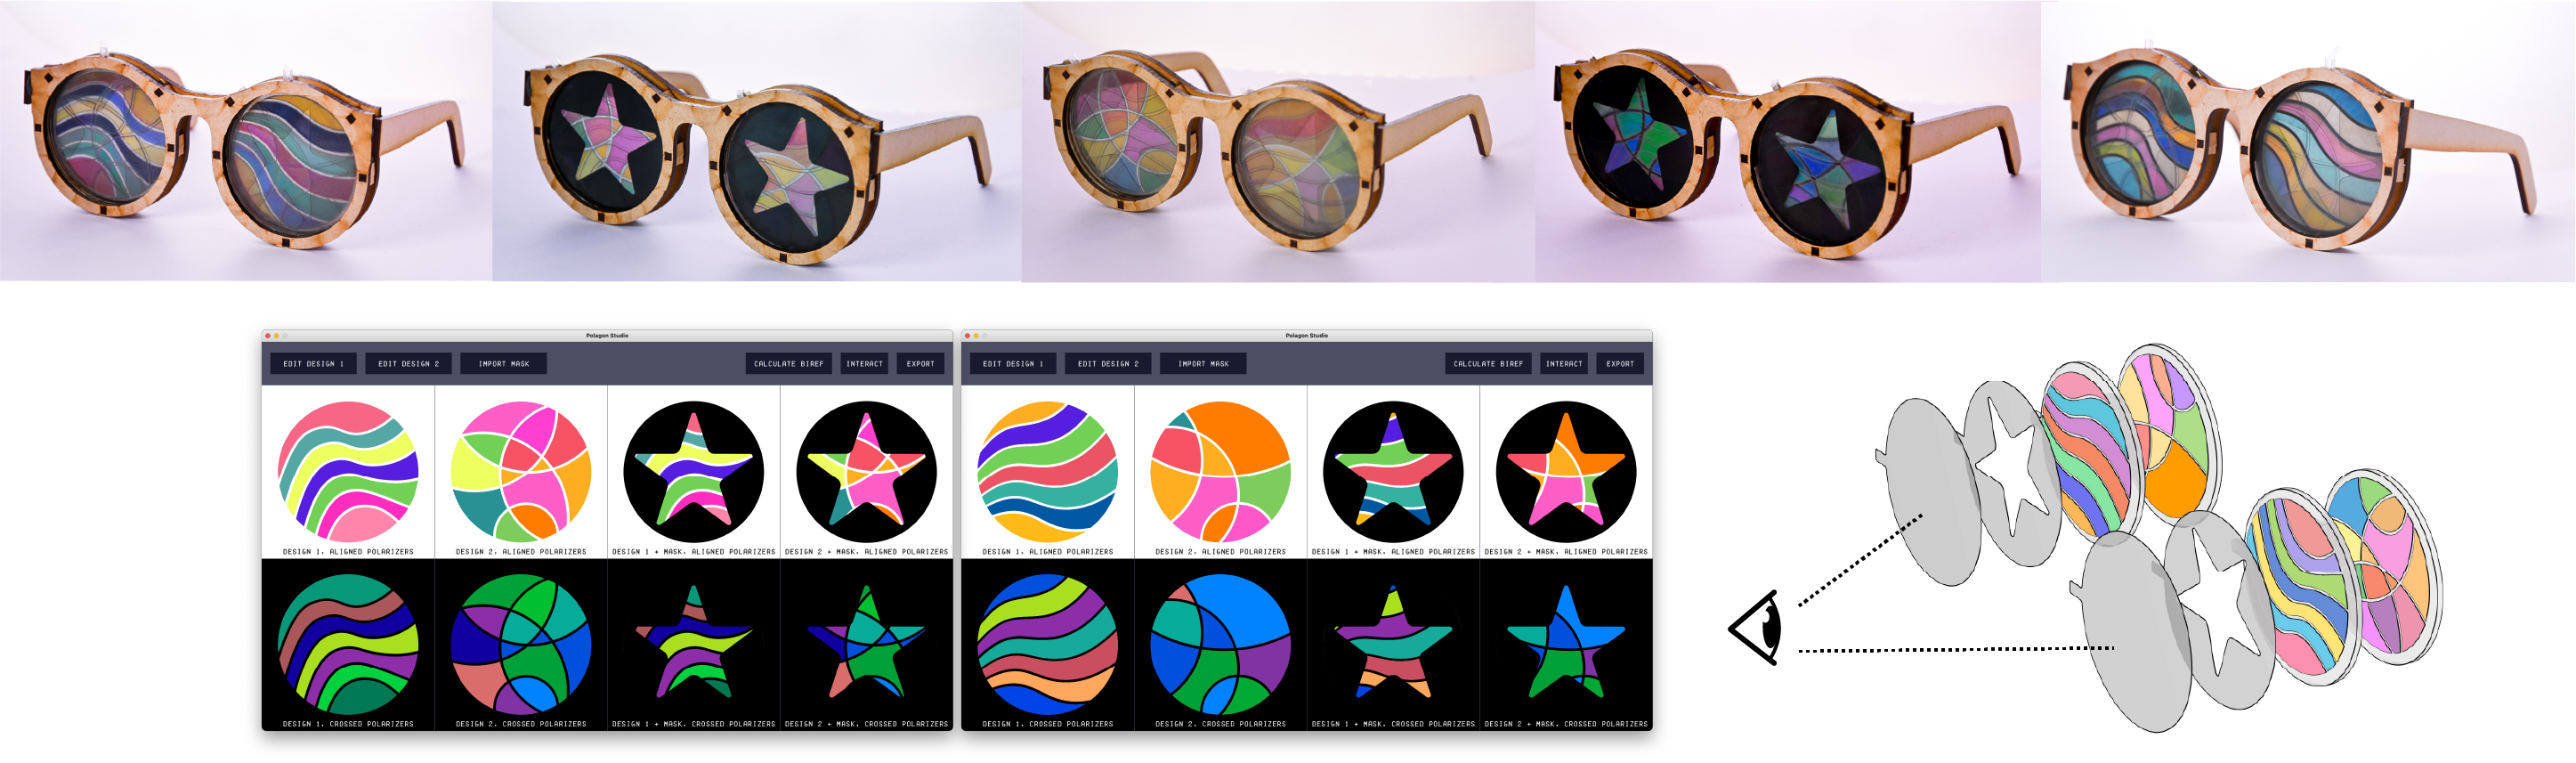 Polagon Studio
EDIT DESIGN 1 EDIT DESIGN 2 IMPORT MASK CALCULATE BIREF INTERACT EXPORT
DESIGN 1, ALIGNED POLARIZERS DESIGN 2, ALIGNED POLARIZERS DESIGN 1 + MASK, ALIGNED POLARIZERS DESIGN 2 + MASK, ALIGNED POLARIZERS
DESIGN 1, CROSSED POLARIZERS DESIGN 2, CROSSED POLARIZERS DESIGN 1 + MASK, CROSSED POLARIZERS DESIGN 2 + MASK, CROSSED POLARIZERS
Polagon Studio
EDIT DESIGN 1 EDIT DESIGN 2 IMPORT MASK CALCULATE BIREF INTERACT EXPORT
DESIGN 1, ALIGNED POLARIZERS DESIGN 2, ALIGNED POLARIZERS DESIGN 1 + MASK, ALIGNED POLARIZERS DESIGN 2 + MASK, ALIGNED POLARIZERS
DESIGN 1, CROSSED POLARIZERS DESIGN 2, CROSSED POLARIZERS DESIGN 1 + MASK, CROSSED POLARIZERS DESIGN 2 + MASK, CROSSED POLARIZERS